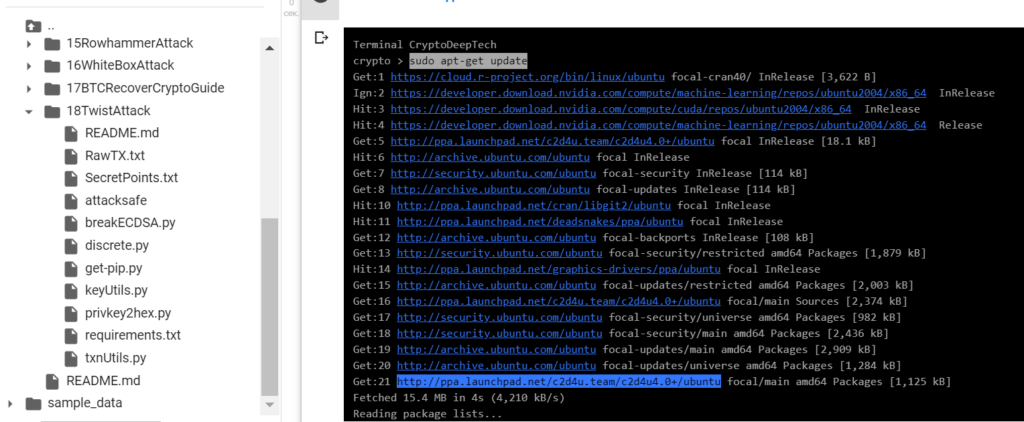 ..
15RowhammerAttack
16WhiteBoxAttack
17BTCRecoverCryptoGuide
18TwistAttack
README.md
RawTX.txt
SecretPoints.txt
attacksafe
breakECDSA.py
discrete.py
get-pip.py
keyUtils.py
privkey2hex.py
requirements.txt
txnUtils.py
README.md
sample_data
0
сек.
Terminal CryptoDeepTech
crypto > sudo apt-get update
Get:1 https://cloud.r-project.org/bin/linux/ubuntu focal-cran40/ InRelease [3,622 B]
Ign:2 https://developer.download.nvidia.com/compute/machine-learning/repos/ubuntu2004/x86_64 InRelease
Hit:3 https://developer.download.nvidia.com/compute/cuda/repos/ubuntu2004/x86_64 InRelease
Hit:4 https://developer.download.nvidia.com/compute/machine-learning/repos/ubuntu2004/x86_64 Release
Get:5 http://ppa.launchpad.net/c2d4u.team/c2d4u4.0+/ubuntu focal InRelease [18.1 kB]
Hit:6 http://archive.ubuntu.com/ubuntu focal InRelease
Get:7 http://security.ubuntu.com/ubuntu focal-security InRelease [114 kB]
Get:8 http://archive.ubuntu.com/ubuntu focal-updates InRelease [114 kB]
Hit:10 http://ppa.launchpad.net/cran/libgit2/ubuntu focal InRelease
Hit:11 http://ppa.launchpad.net/deadsnakes/ppa/ubuntu focal InRelease
Get:12 http://archive.ubuntu.com/ubuntu focal-backports InRelease [108 kB]
Get:13 http://security.ubuntu.com/ubuntu focal-security/restricted amd64 Packages [1,879 kB]
Hit:14 http://ppa.launchpad.net/graphics-drivers/ppa/ubuntu focal InRelease
Get:15 http://archive.ubuntu.com/ubuntu focal-updates/restricted amd64 Packages [2,003 kB]
Get:16 http://ppa.launchpad.net/c2d4u.team/c2d4u4.0+/ubuntu focal/main Sources [2,374 kB]
Get:17 http://security.ubuntu.com/ubuntu focal-security/universe amd64 Packages [982 kB]
Get:18 http://security.ubuntu.com/ubuntu focal-security/main amd64 Packages [2,436 kB]
Get:19 http://archive.ubuntu.com/ubuntu focal-updates/main amd64 Packages [2,909 kB]
Get:20 http://archive.ubuntu.com/ubuntu focal-updates/universe amd64 Packages [1,284 kB]
Get:21 http://ppa.launchpad.net/c2d4u.team/c2d4u4.0+/ubuntu focal/main amd64 Packages [1,125 kB]
Fetched 15.4 MB in 4s (4,210 kB/s)
Reading package lists...